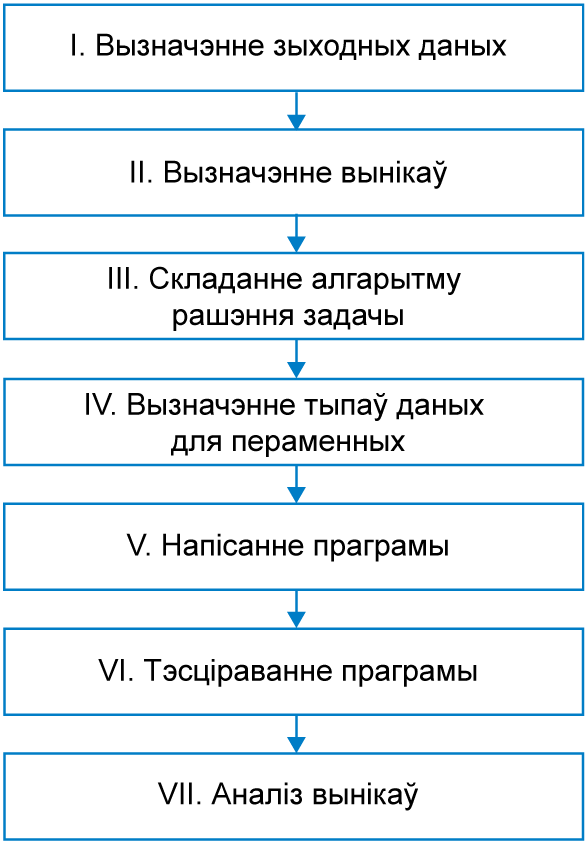 I. Вызначэнне зыходных даных
II. Вызначэнне вынікаў
III. Складанне алгарытму
рашэння задачы
IV. Вызначэнне тыпаў даных
для пераменных
V. Напісанне праграмы
VI. Тэсціраванне праграмы
VII. Аналіз вынікаў